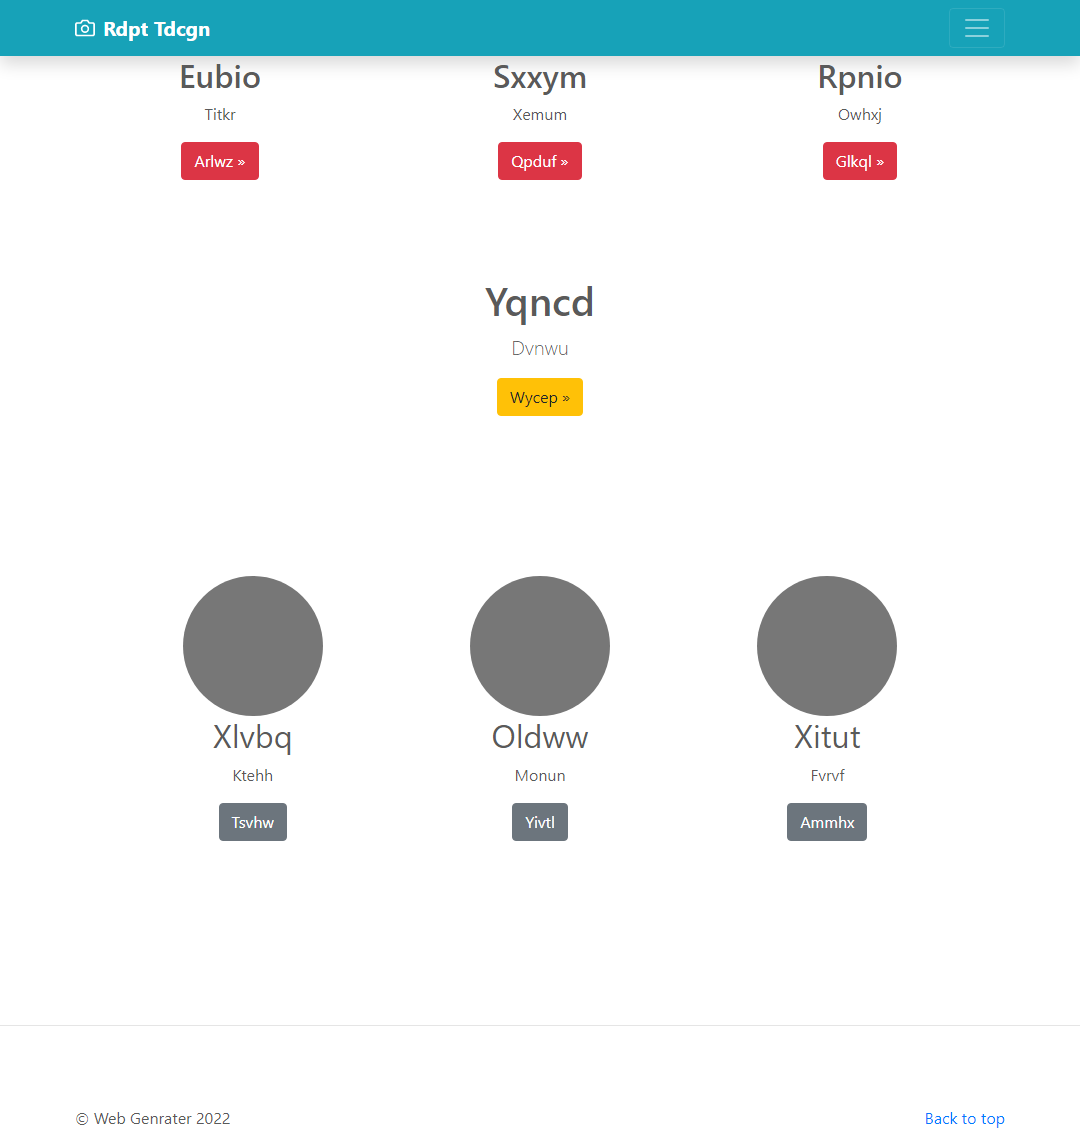 Rdpt Tdcgn
Eubio
Titkr
Arlwz »
Sxxym
Xemum
Qpduf »
Rpnio
Owhxj
Glkql »
Yqncd
Dvnwu
Wycep »
Xlvbq
Ktehh
Tsvhw
Oldww
Monun
Yivtl
Xitut
Fvrvf
Ammhx
© Web Genrater 2022
Back to top